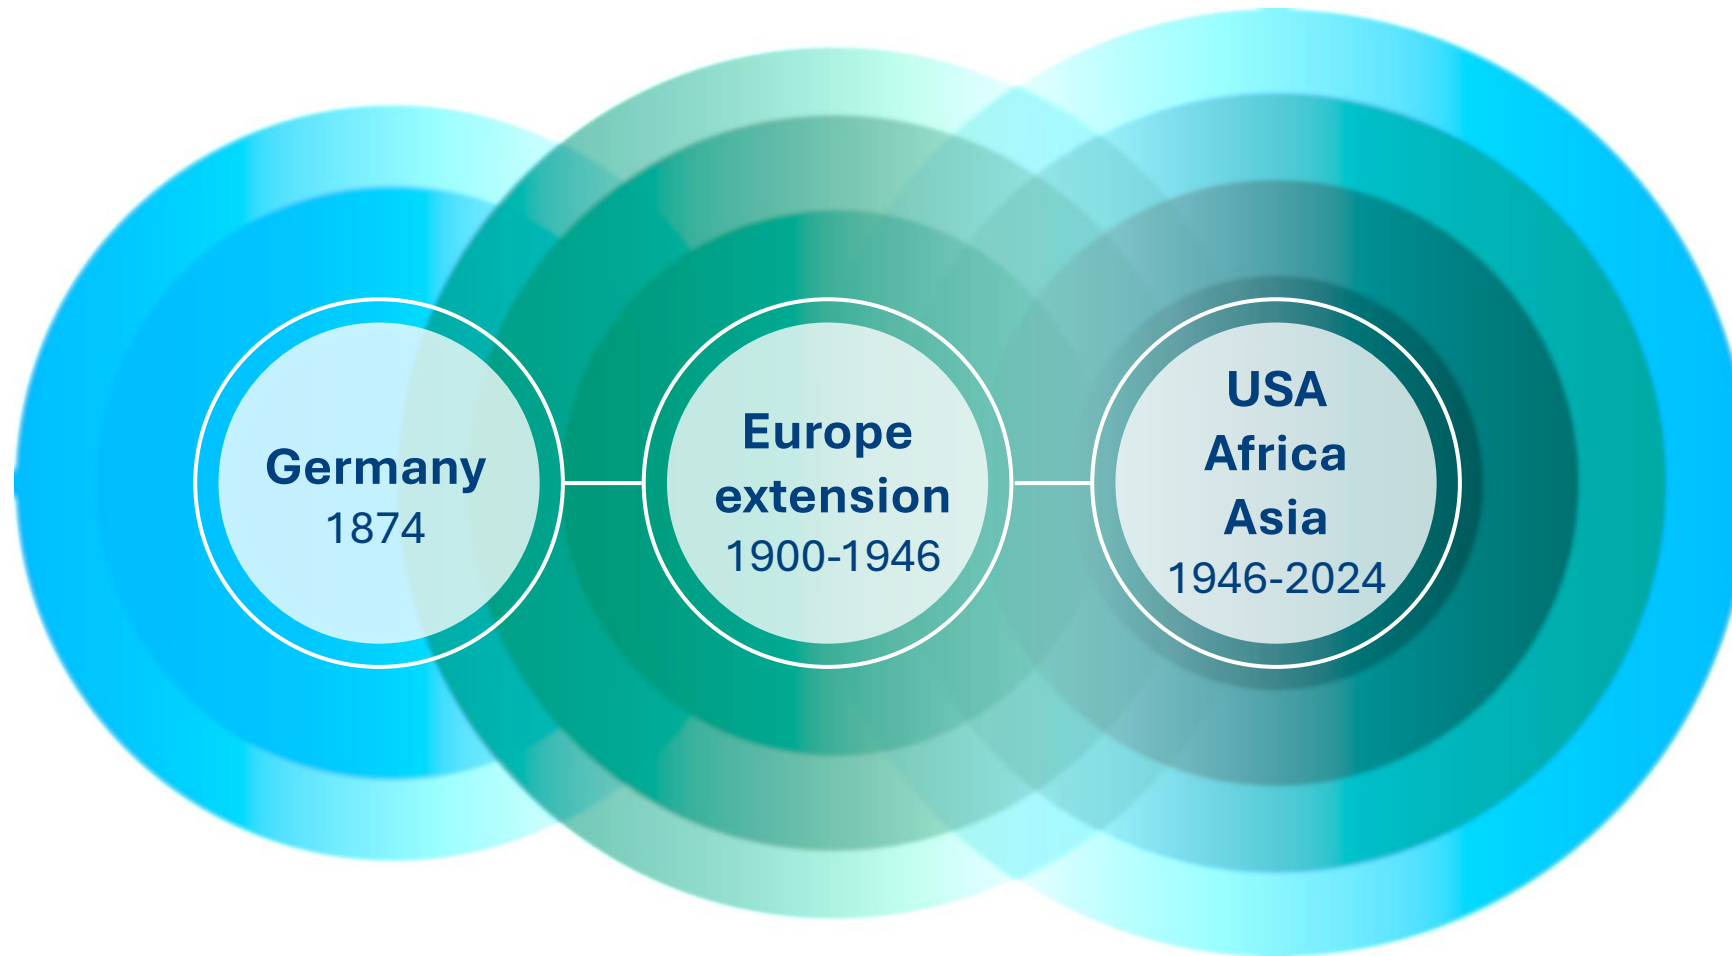 Germany
1874
Europe
extension
1900-1946
USA
Africa
Asia
1946-2024